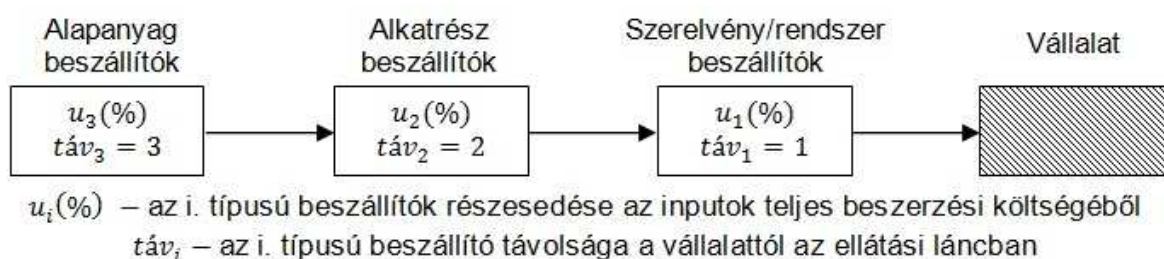 Alapanyag beszállítók
Alkatrész beszállítók
Szerelvény/rendszer beszállítók
Vállalat
u₃(%)
táv₃ = 3
u₂(%)
táv₂ = 2
u₁(%)
táv₁ = 1
uᵢ(%) – az i. típusú beszállítók részesedése az inputok teljes beszerzési költségéből
távᵢ – az i. típusú beszállító távolsága a vállalattól az ellátási láncban